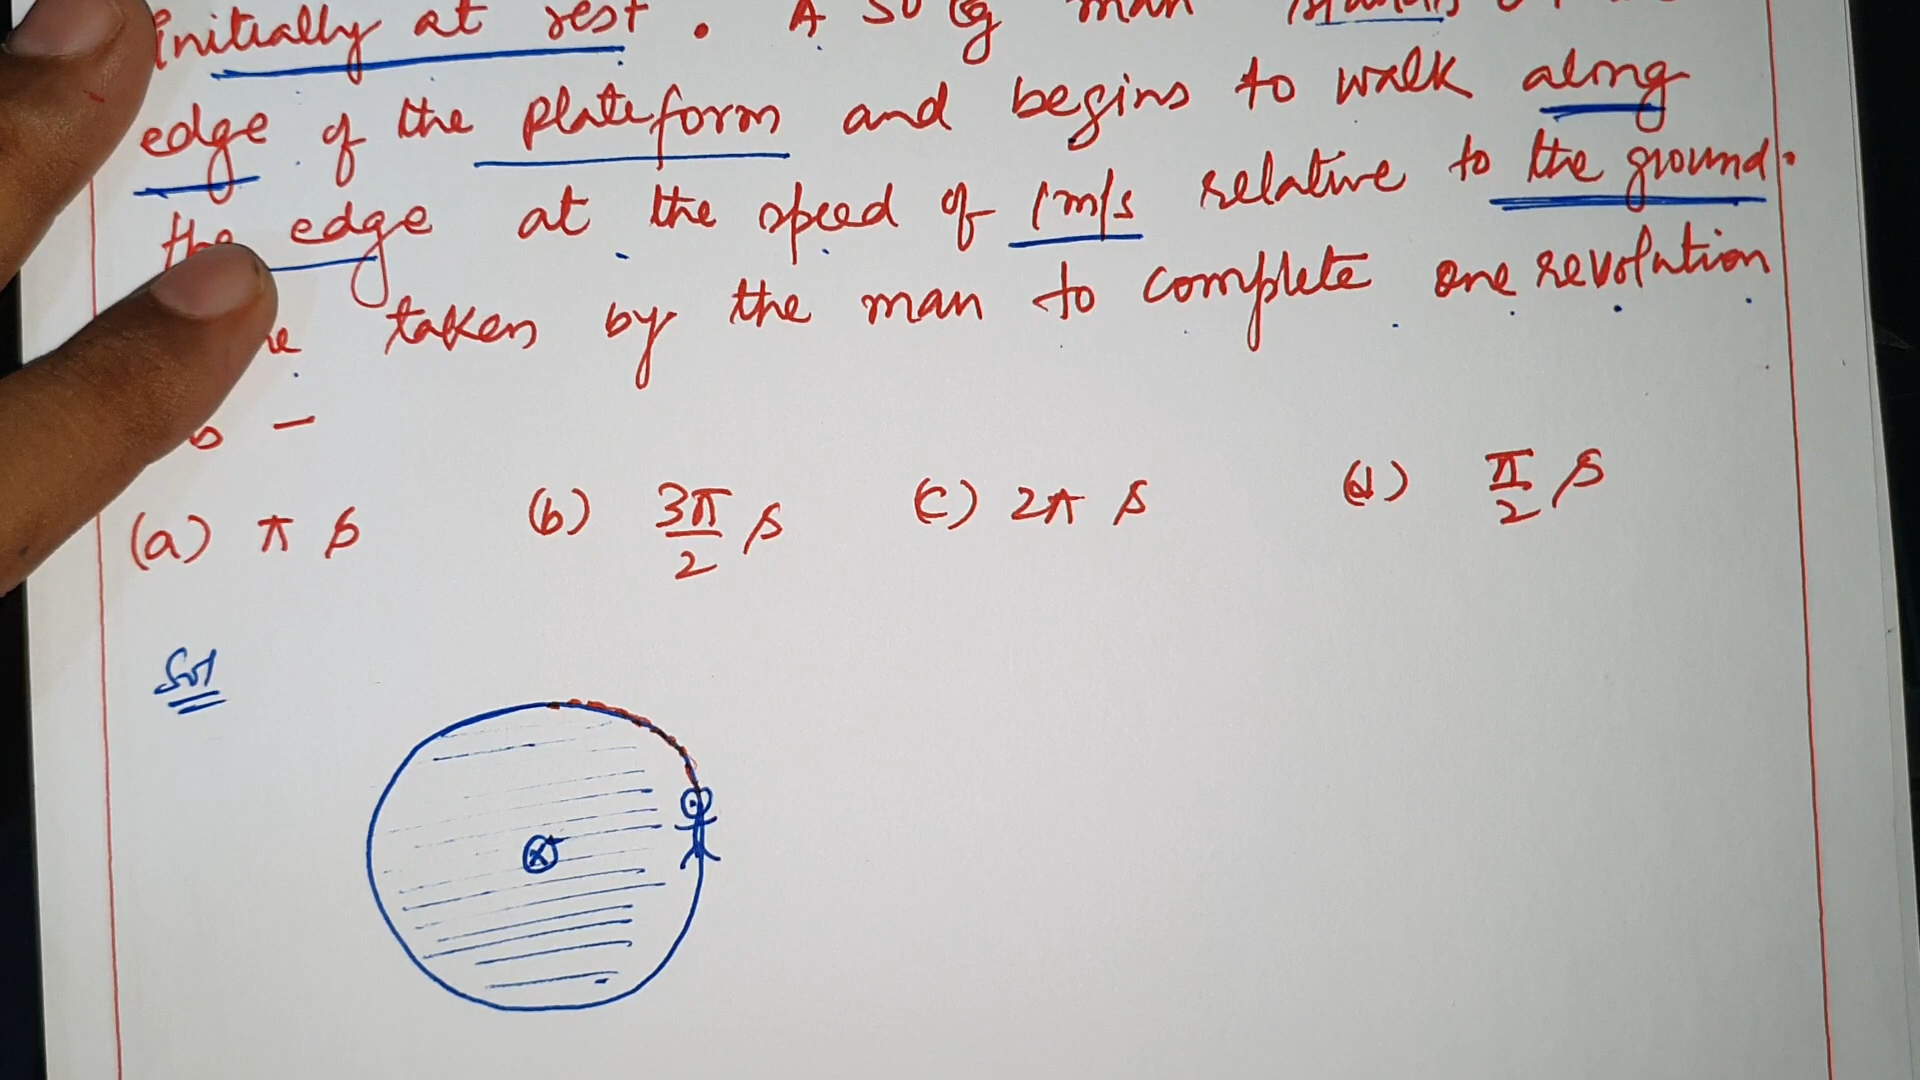 initially at rest. A 50 kg man stands
edge of the plateform and begins to walk along
the edge at the speed of 1m/s relative to the ground.
taken by the man to complete one revolution
(a) π s (b) 3π/2 s (c) 2π s (d) π/2 s
Sol